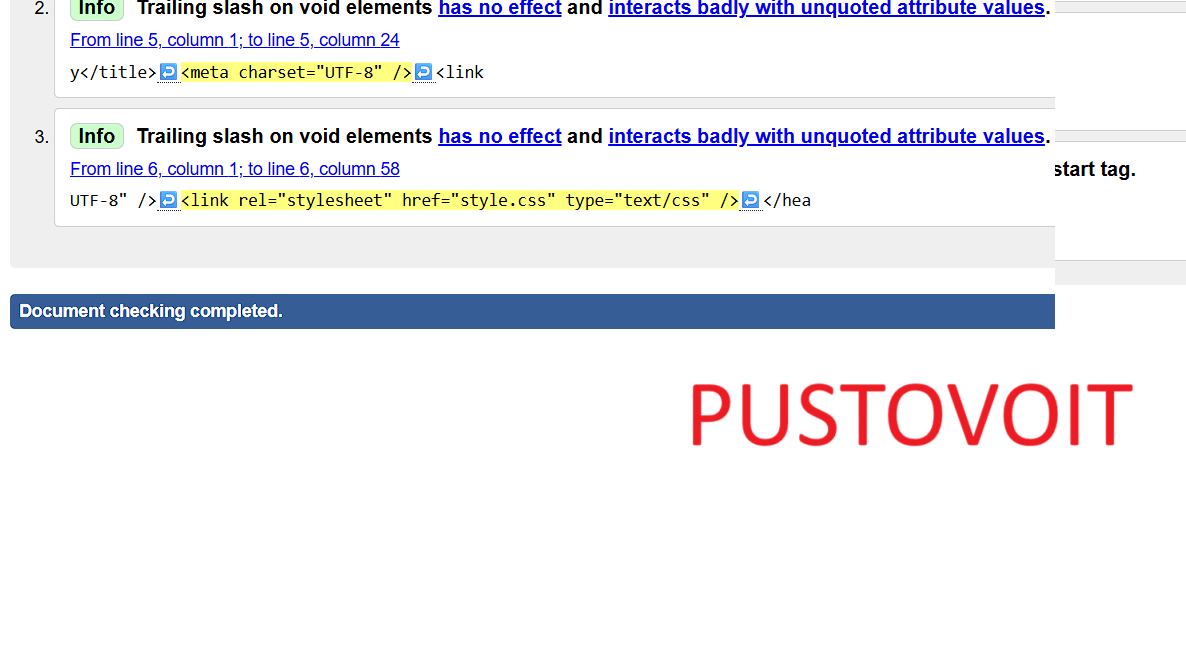 2. Info Trailing slash on void elements has no effect and interacts badly with unquoted attribute values.
From line 5, column 1; to line 5, column 24
y</title>↩<meta charset="UTF-8" />↩<link
3. Info Trailing slash on void elements has no effect and interacts badly with unquoted attribute values.
start tag.
From line 6, column 1; to line 6, column 58
UTF-8" />↩<link rel="stylesheet" href="style.css" type="text/css" />↩</hea
Document checking completed.
PUSTOVOIT